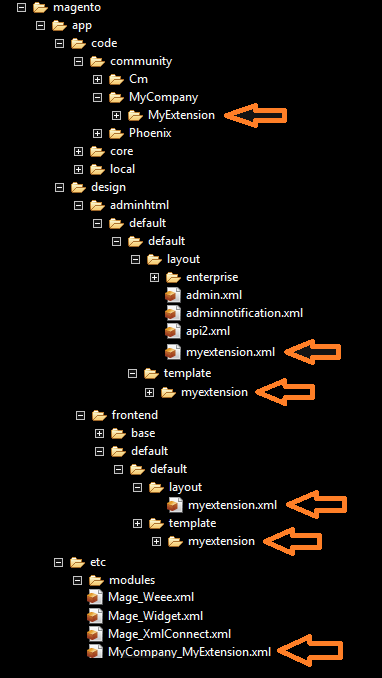 magento
app
code
community
Cm
MyCompany
MyExtension
Phoenix
core
local
design
adminhtml
default
default
layout
enterprise
admin.xml
adminnotification.xml
api2.xml
myextension.xml
template
myextension
frontend
base
default
default
layout
myextension.xml
template
myextension
etc
modules
Mage_Weee.xml
Mage_Widget.xml
Mage_XmlConnect.xml
MyCompany_MyExtension.xml